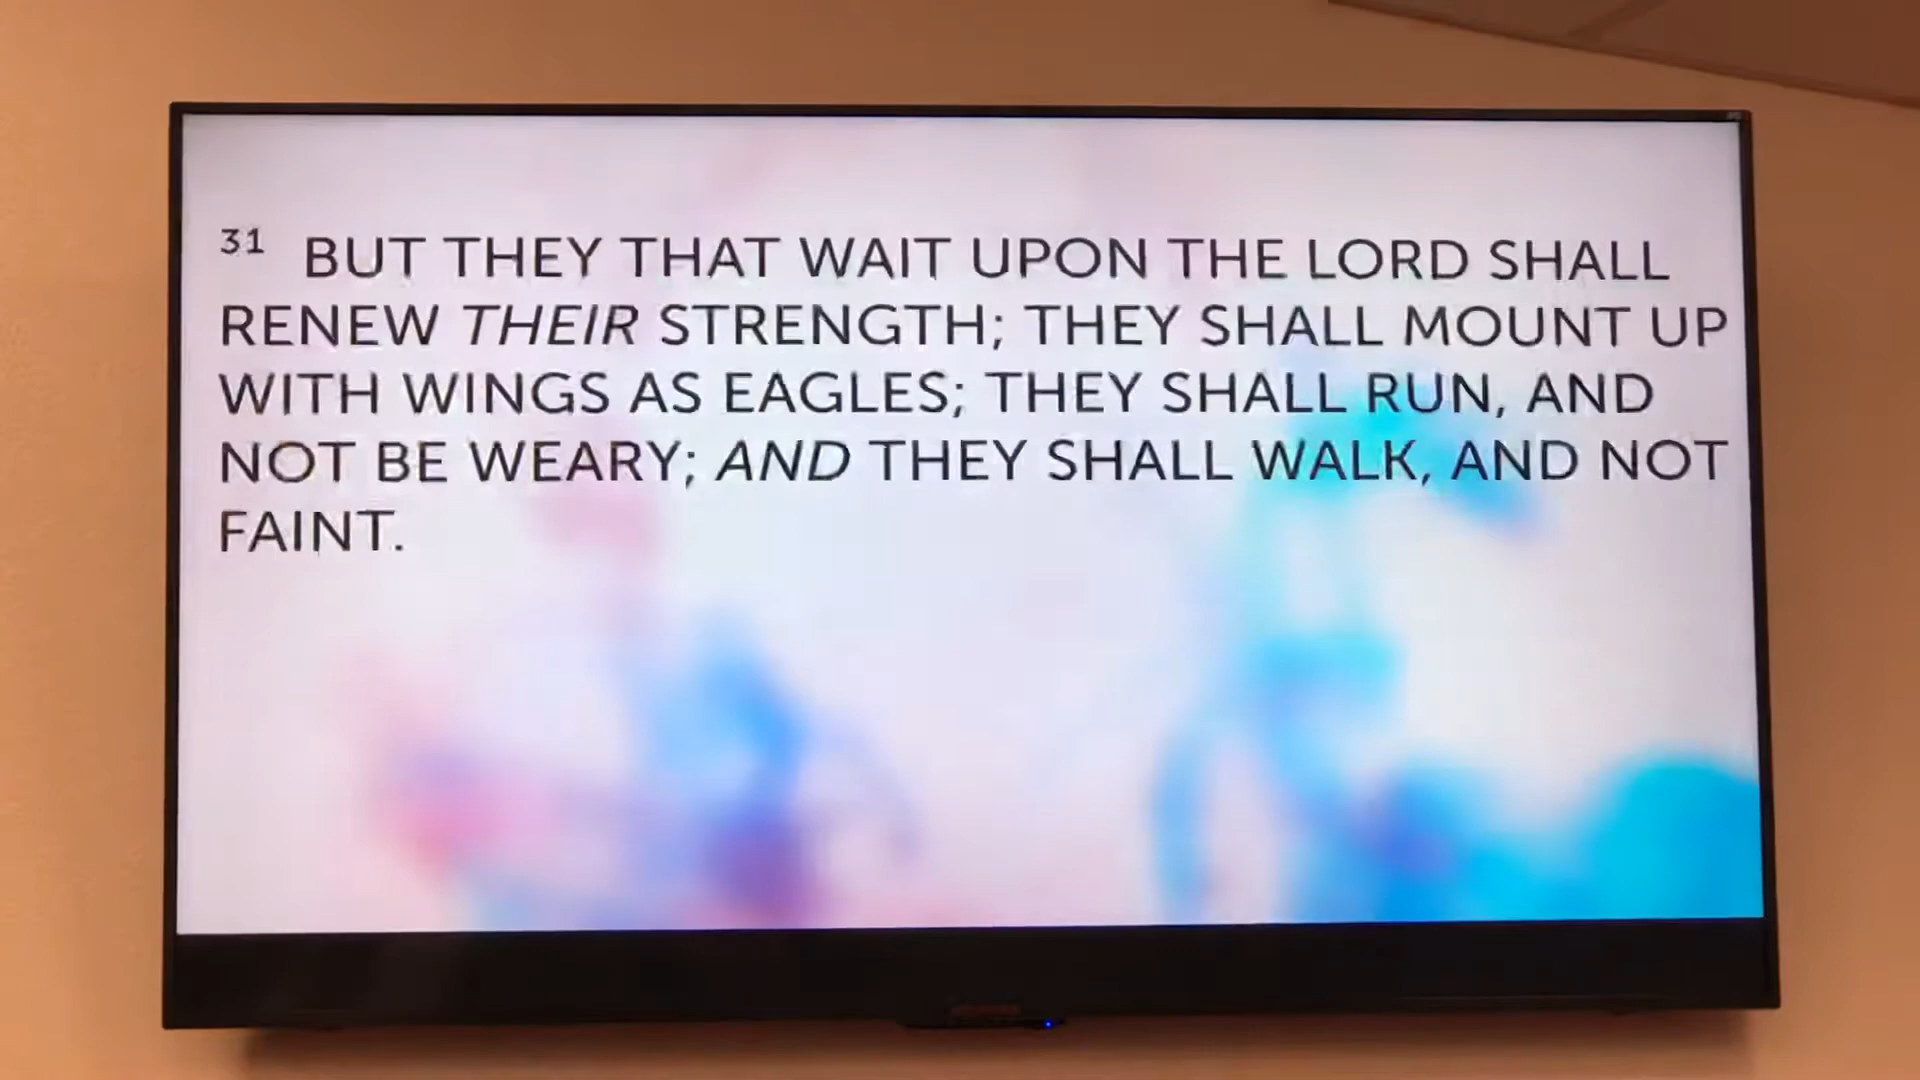 31 BUT THEY THAT WAIT UPON THE LORD SHALL
RENEW THEIR STRENGTH; THEY SHALL MOUNT UP
WITH WINGS AS EAGLES; THEY SHALL RUN, AND
NOT BE WEARY; AND THEY SHALL WALK, AND NOT
FAINT.